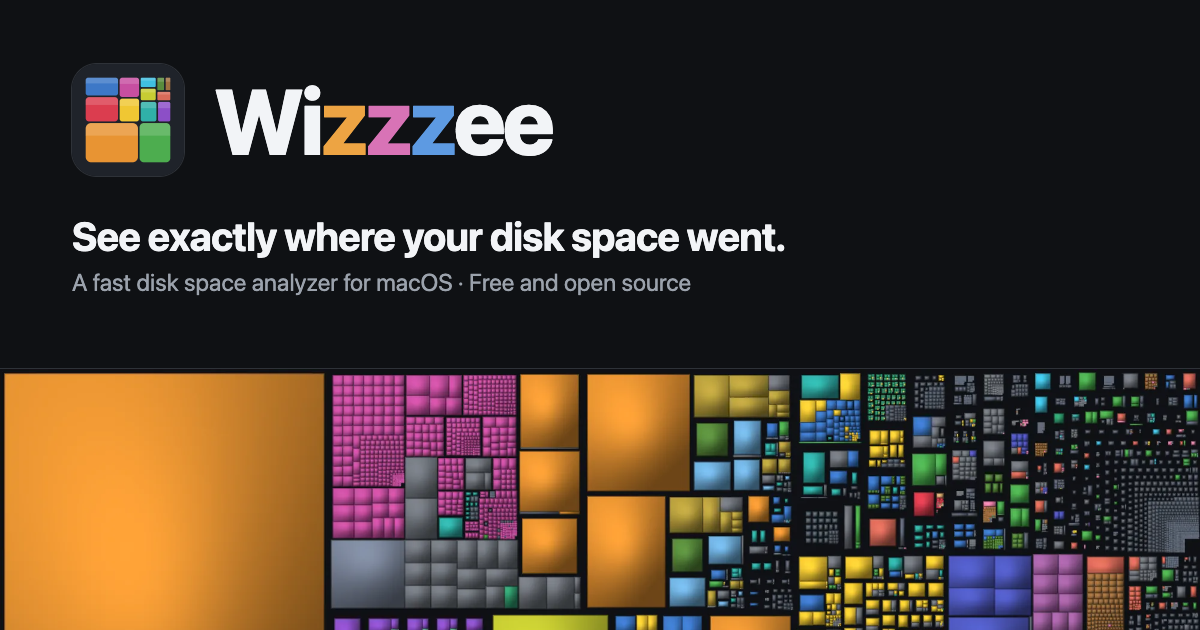 Wizzzee
See exactly where your disk space went.
A fast disk space analyzer for macOS · Free and open source